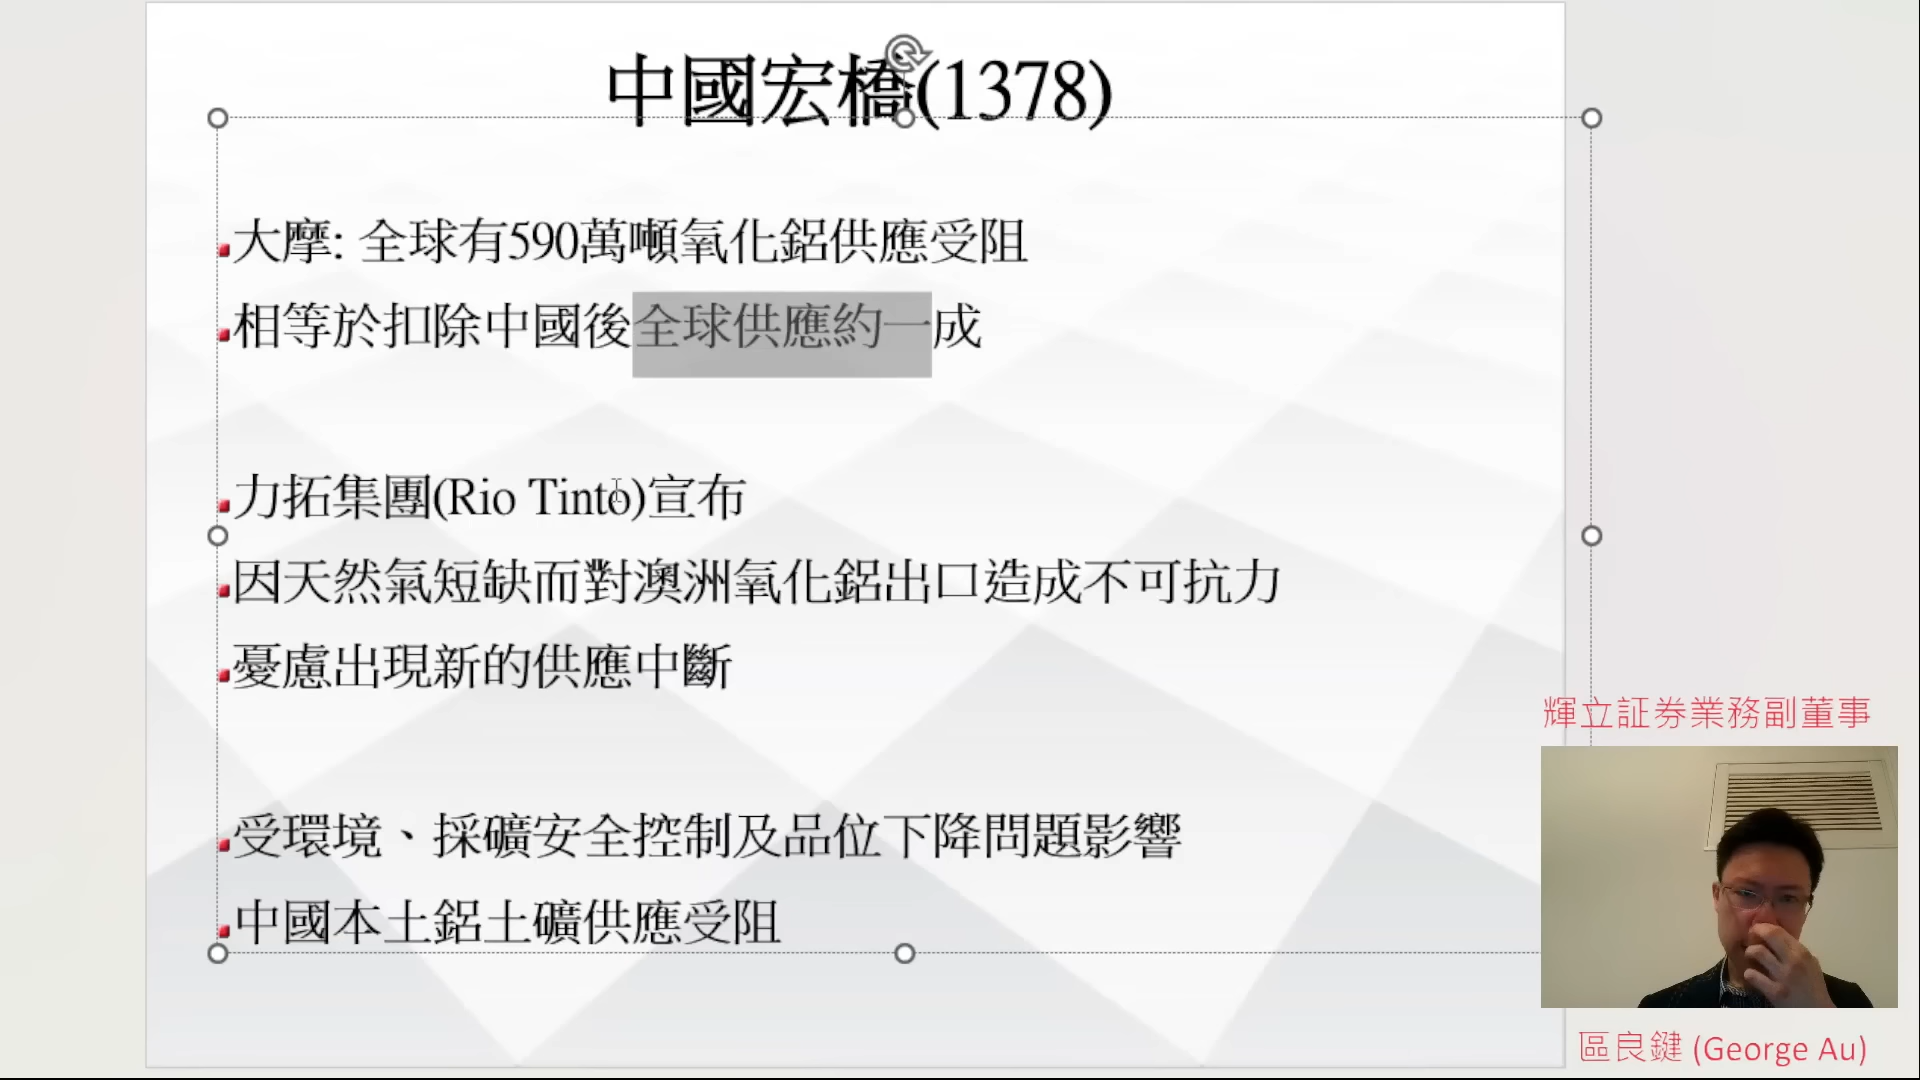 中國宏橋(1378)
大摩: 全球有590萬噸氧化鋁供應受阻
相等於扣除中國後全球供應約一成
力拓集團(Rio Tinto)宣布
因天然氣短缺而對澳洲氧化鋁出口造成不可抗力
憂慮出現新的供應中斷
受環境、採礦安全控制及品位下降問題影響
中國本土鋁土礦供應受阻
輝立証券業務副董事
區良鍵 (George Au)